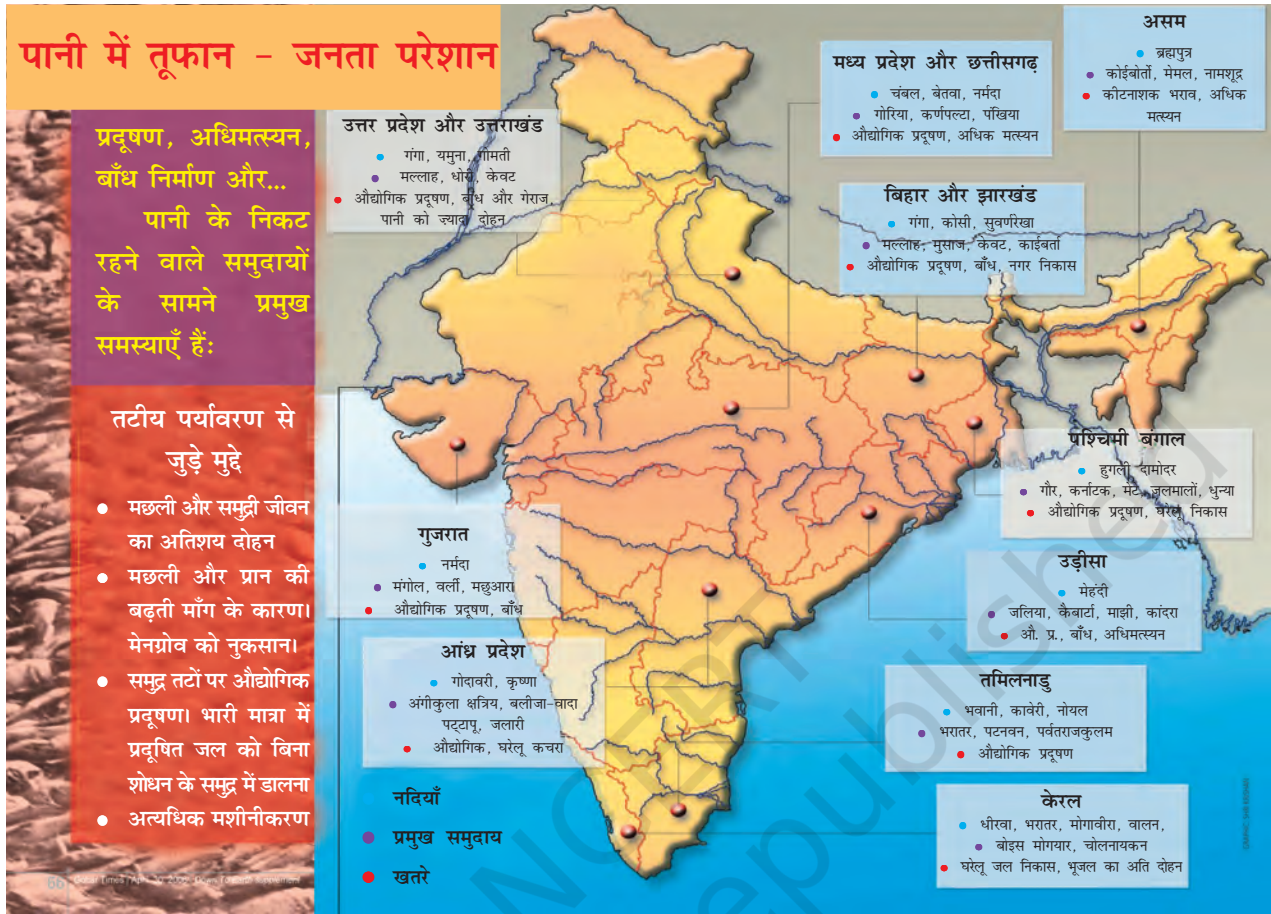 पानी में तूफान – जनता परेशान
प्रदूषण, अधिमत्स्यन,
बाँध निर्माण और...
पानी के निकट
रहने वाले समुदायों
के सामने प्रमुख
समस्याएँ हैं:
तटीय पर्यावरण से
जुड़े मुद्दे
• मछली और समुद्री जीवन
का अतिशय दोहन
• मछली और प्रान की
बढ़ती माँग के कारण।
मेनग्रोव को नुकसान।
• समुद्र तटों पर औद्योगिक
प्रदूषण। भारी मात्रा में
प्रदूषित जल को बिना
शोधन के समुद्र में डालना
• अत्यधिक मशीनीकरण
उत्तर प्रदेश और उत्तराखंड
• गंगा, यमुना, गोमती
• मल्लाह, धोरी, केवट
• औद्योगिक प्रदूषण, बाँध और गेराज,
पानी को ज़्यादा दोहन
मध्य प्रदेश और छत्तीसगढ़
• चंबल, बेतवा, नर्मदा
• गोरिया, कर्णपल्टा, पंखिया
• औद्योगिक प्रदूषण, अधिक मत्स्यन
असम
• ब्रह्मपुत्र
• कोईबोर्तो, मेमल, नामशूद्र
• कीटनाशक भराव, अधिक
मत्स्यन
बिहार और झारखंड
• गंगा, कोसी, सुवर्णरेखा
• मल्लाह, मुसाज, केवट, काईबर्ता
• औद्योगिक प्रदूषण, बाँध, नगर निकास
पश्चिमी बंगाल
• हुगली दामोदर
• गौर, कर्नाटक, मेट, जलमालों, धुन्या
• औद्योगिक प्रदूषण, घरेलू निकास
गुजरात
• नर्मदा
• मंगोल, वर्ली, मछुआरा
• औद्योगिक प्रदूषण, बाँध
उड़ीसा
• मेहंदी
• जलिया, कैबार्टा, माझी, कांदरा
• औ. प्र., बाँध, अधिमत्स्यन
आंध्र प्रदेश
• गोदावरी, कृष्णा
• अंगीकुला क्षत्रिय, बलीजा-वादा
पट्टापू, जलारी
• औद्योगिक, घरेलू कचरा
तमिलनाडु
• भवानी, कावेरी, नोयल
• भरातर, पटनवन, पर्वतराजकुलम
• औद्योगिक प्रदूषण
केरल
• धीरवा, भरातर, मोगावीरा, वालन,
• बोइस मोगयार, चोलनायकन
• घरेलू जल निकास, भूजल का अति दोहन
नदियाँ
• प्रमुख समुदाय
• खतरे
66
NCERT
republished